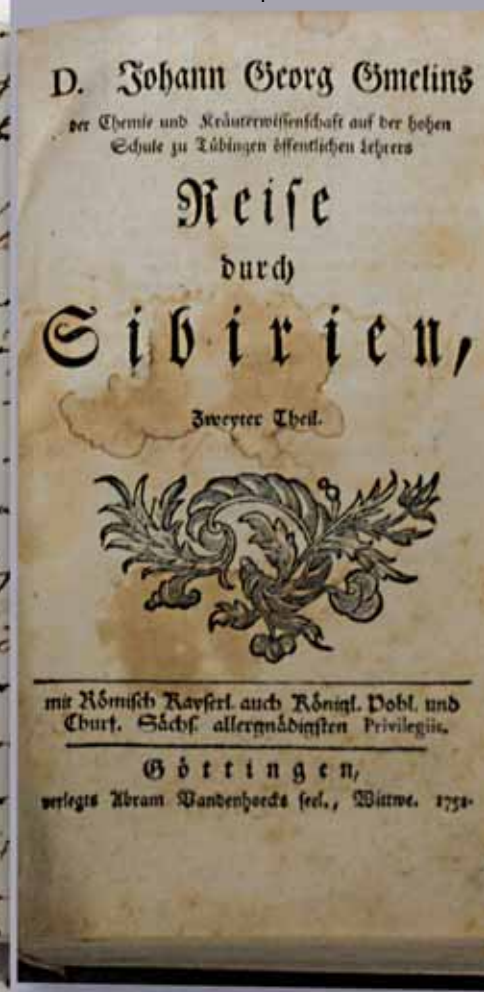 D. Johann Georg Gmelins
der Chemie und Kräuterwissenschaft auf der hohen
Schule zu Tübingen öffentlichen Lehrers
Reise
durch
Sibirien,
Zweyter Theil.
mit Römisch Kayserl. auch Königl. Pohl. und
Churf. Sächs. allergnädigsten Privilegiis.
Göttingen,
verlegts Abram Vandenhoecks seel., Wittwe.